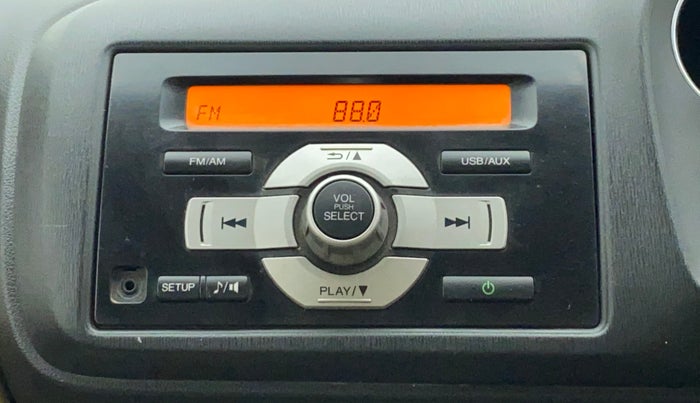 FM 88.0
FM/AM
/▲
USB/AUX
VOL
PUSH
SELECT
SETUP
♪/
PLAY/▼